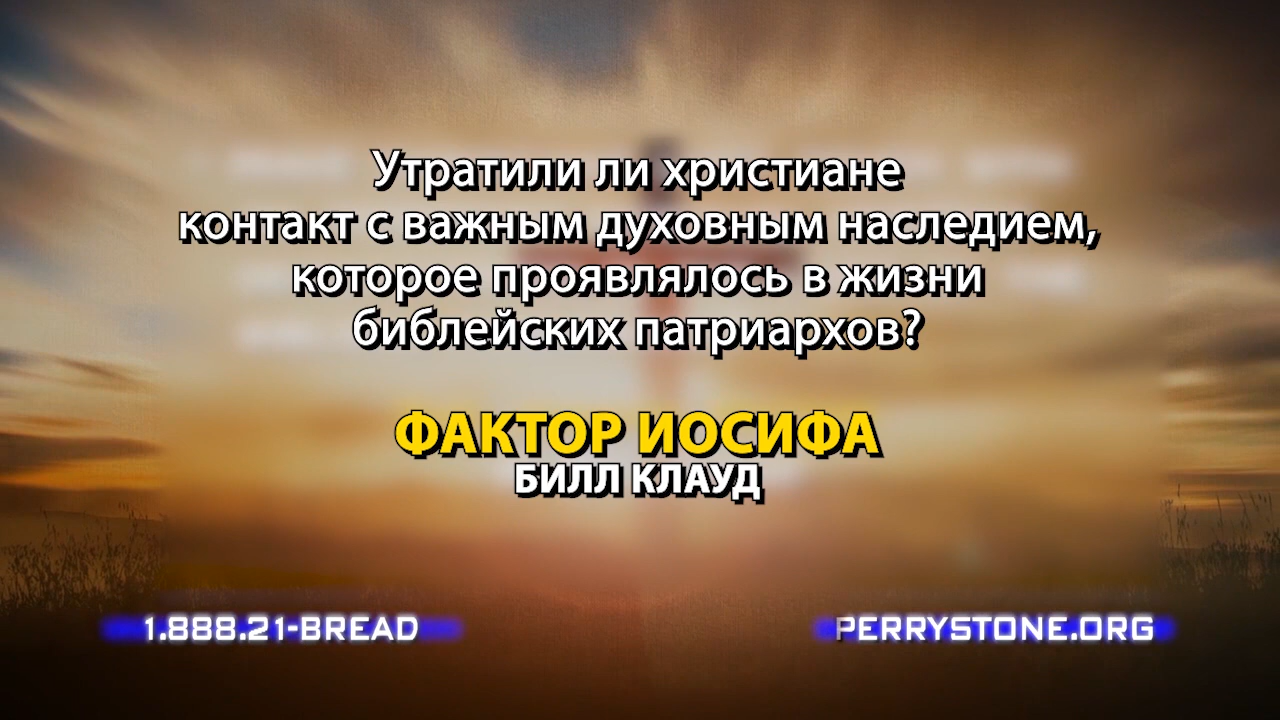 Утратили ли христиане
контакт с важным духовным наследием,
которое проявлялось в жизни
библейских патриархов?
ФАКТОР ИОСИФА
БИЛЛ КЛАУД
1.888.21-BREAD
PERRYSTONE.ORG